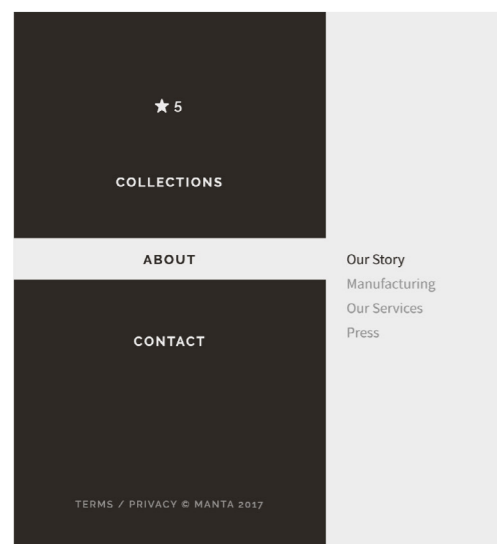 ★ 5
COLLECTIONS
ABOUT
Our Story
Manufacturing
Our Services
Press
CONTACT
TERMS / PRIVACY © MANTA 2017